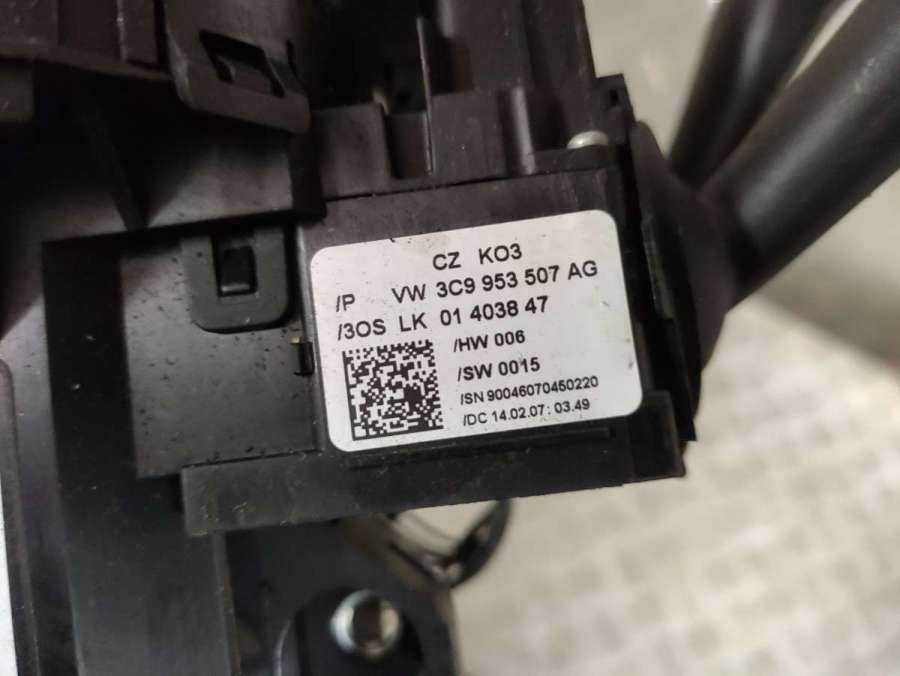 CZ KO3
/P VW 3C9 953 507 AG
/3OS LK 01 4038 47
/HW 006
/SW 0015
/SN 90046070450220
/DC 14.02.07 : 03.49